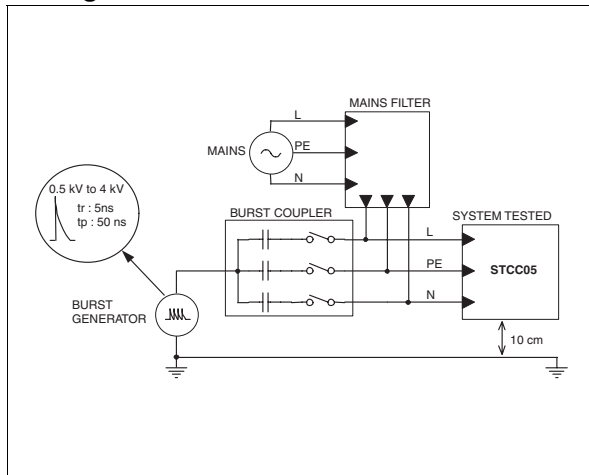 MAINS FILTER
L
MAINS
PE
N
0.5 kV to 4 kV
tr : 5ns
tp : 50 ns
BURST COUPLER
SYSTEM TESTED
L
PE
STCC05
N
BURST
GENERATOR
10 cm